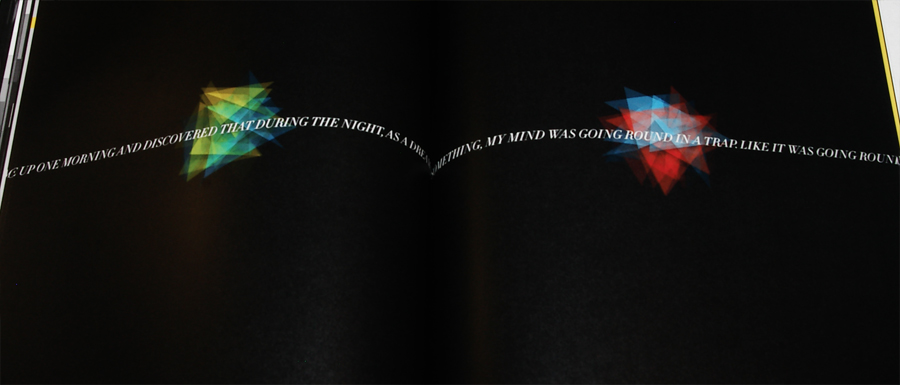 UP ONE MORNING AND DISCOVERED THAT DURING THE NIGHT, AS A
MY MIND WAS GOING ROUND IN A TRAP. LIKE IT WAS GOING